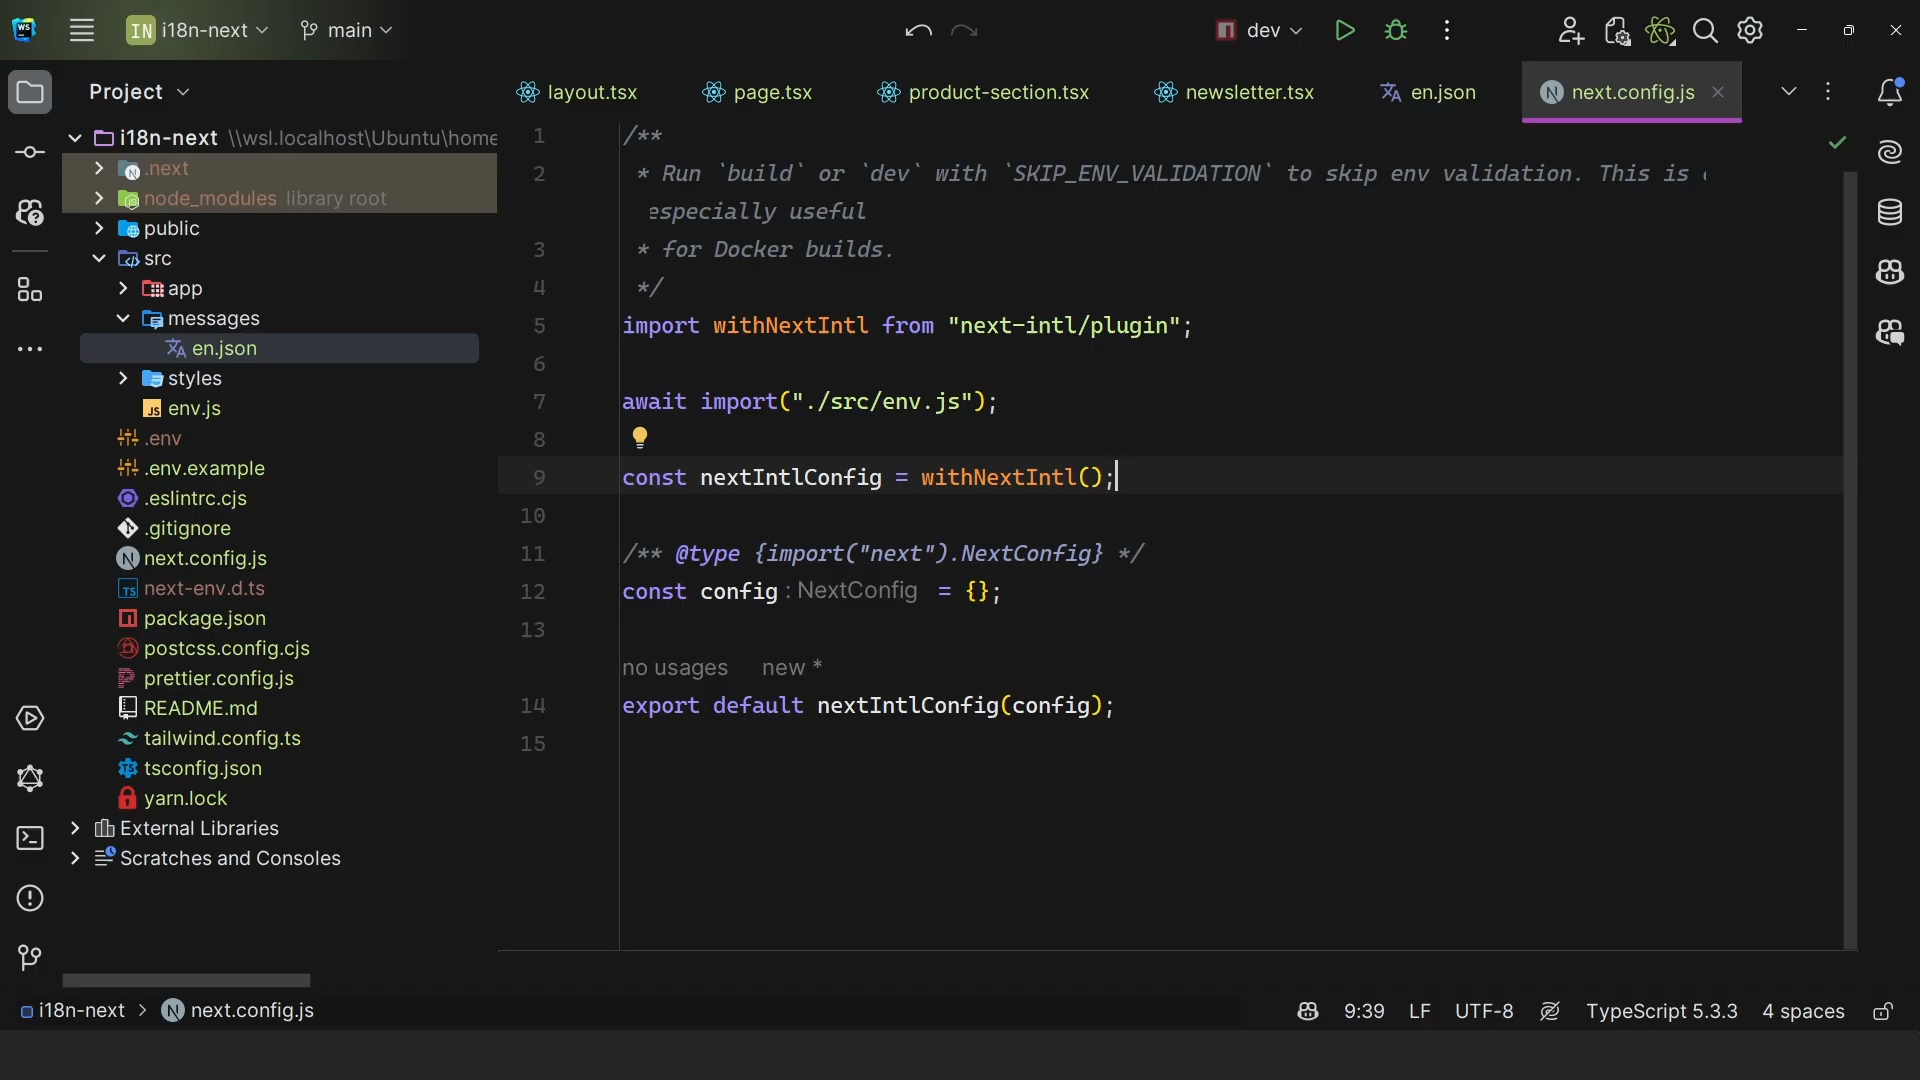 WS
IN i18n-next
main
dev
Project
layout.tsx
page.tsx
product-section.tsx
newsletter.tsx
en.json
next.config.js
i18n-next \\wsl.localhost\Ubuntu\home
.next
node_modules library root
public
src
app
messages
en.json
styles
env.js
.env
.env.example
.eslintrc.cjs
.gitignore
next.config.js
next-env.d.ts
package.json
postcss.config.cjs
prettier.config.js
README.md
tailwind.config.ts
tsconfig.json
yarn.lock
External Libraries
Scratches and Consoles
1 /**
2 * Run `build` or `dev` with `SKIP_ENV_VALIDATION` to skip env validation. This is
especially useful
3 * for Docker builds.
4 */
5 import withNextIntl from "next-intl/plugin";
6
7 await import("./src/env.js");
8
9 const nextIntlConfig = withNextIntl();
10
11 /** @type {import("next").NextConfig} */
12 const config : NextConfig = {};
13
no usages new *
14 export default nextIntlConfig(config);
15
i18n-next > next.config.js
9:39 LF UTF-8 TypeScript 5.3.3 4 spaces